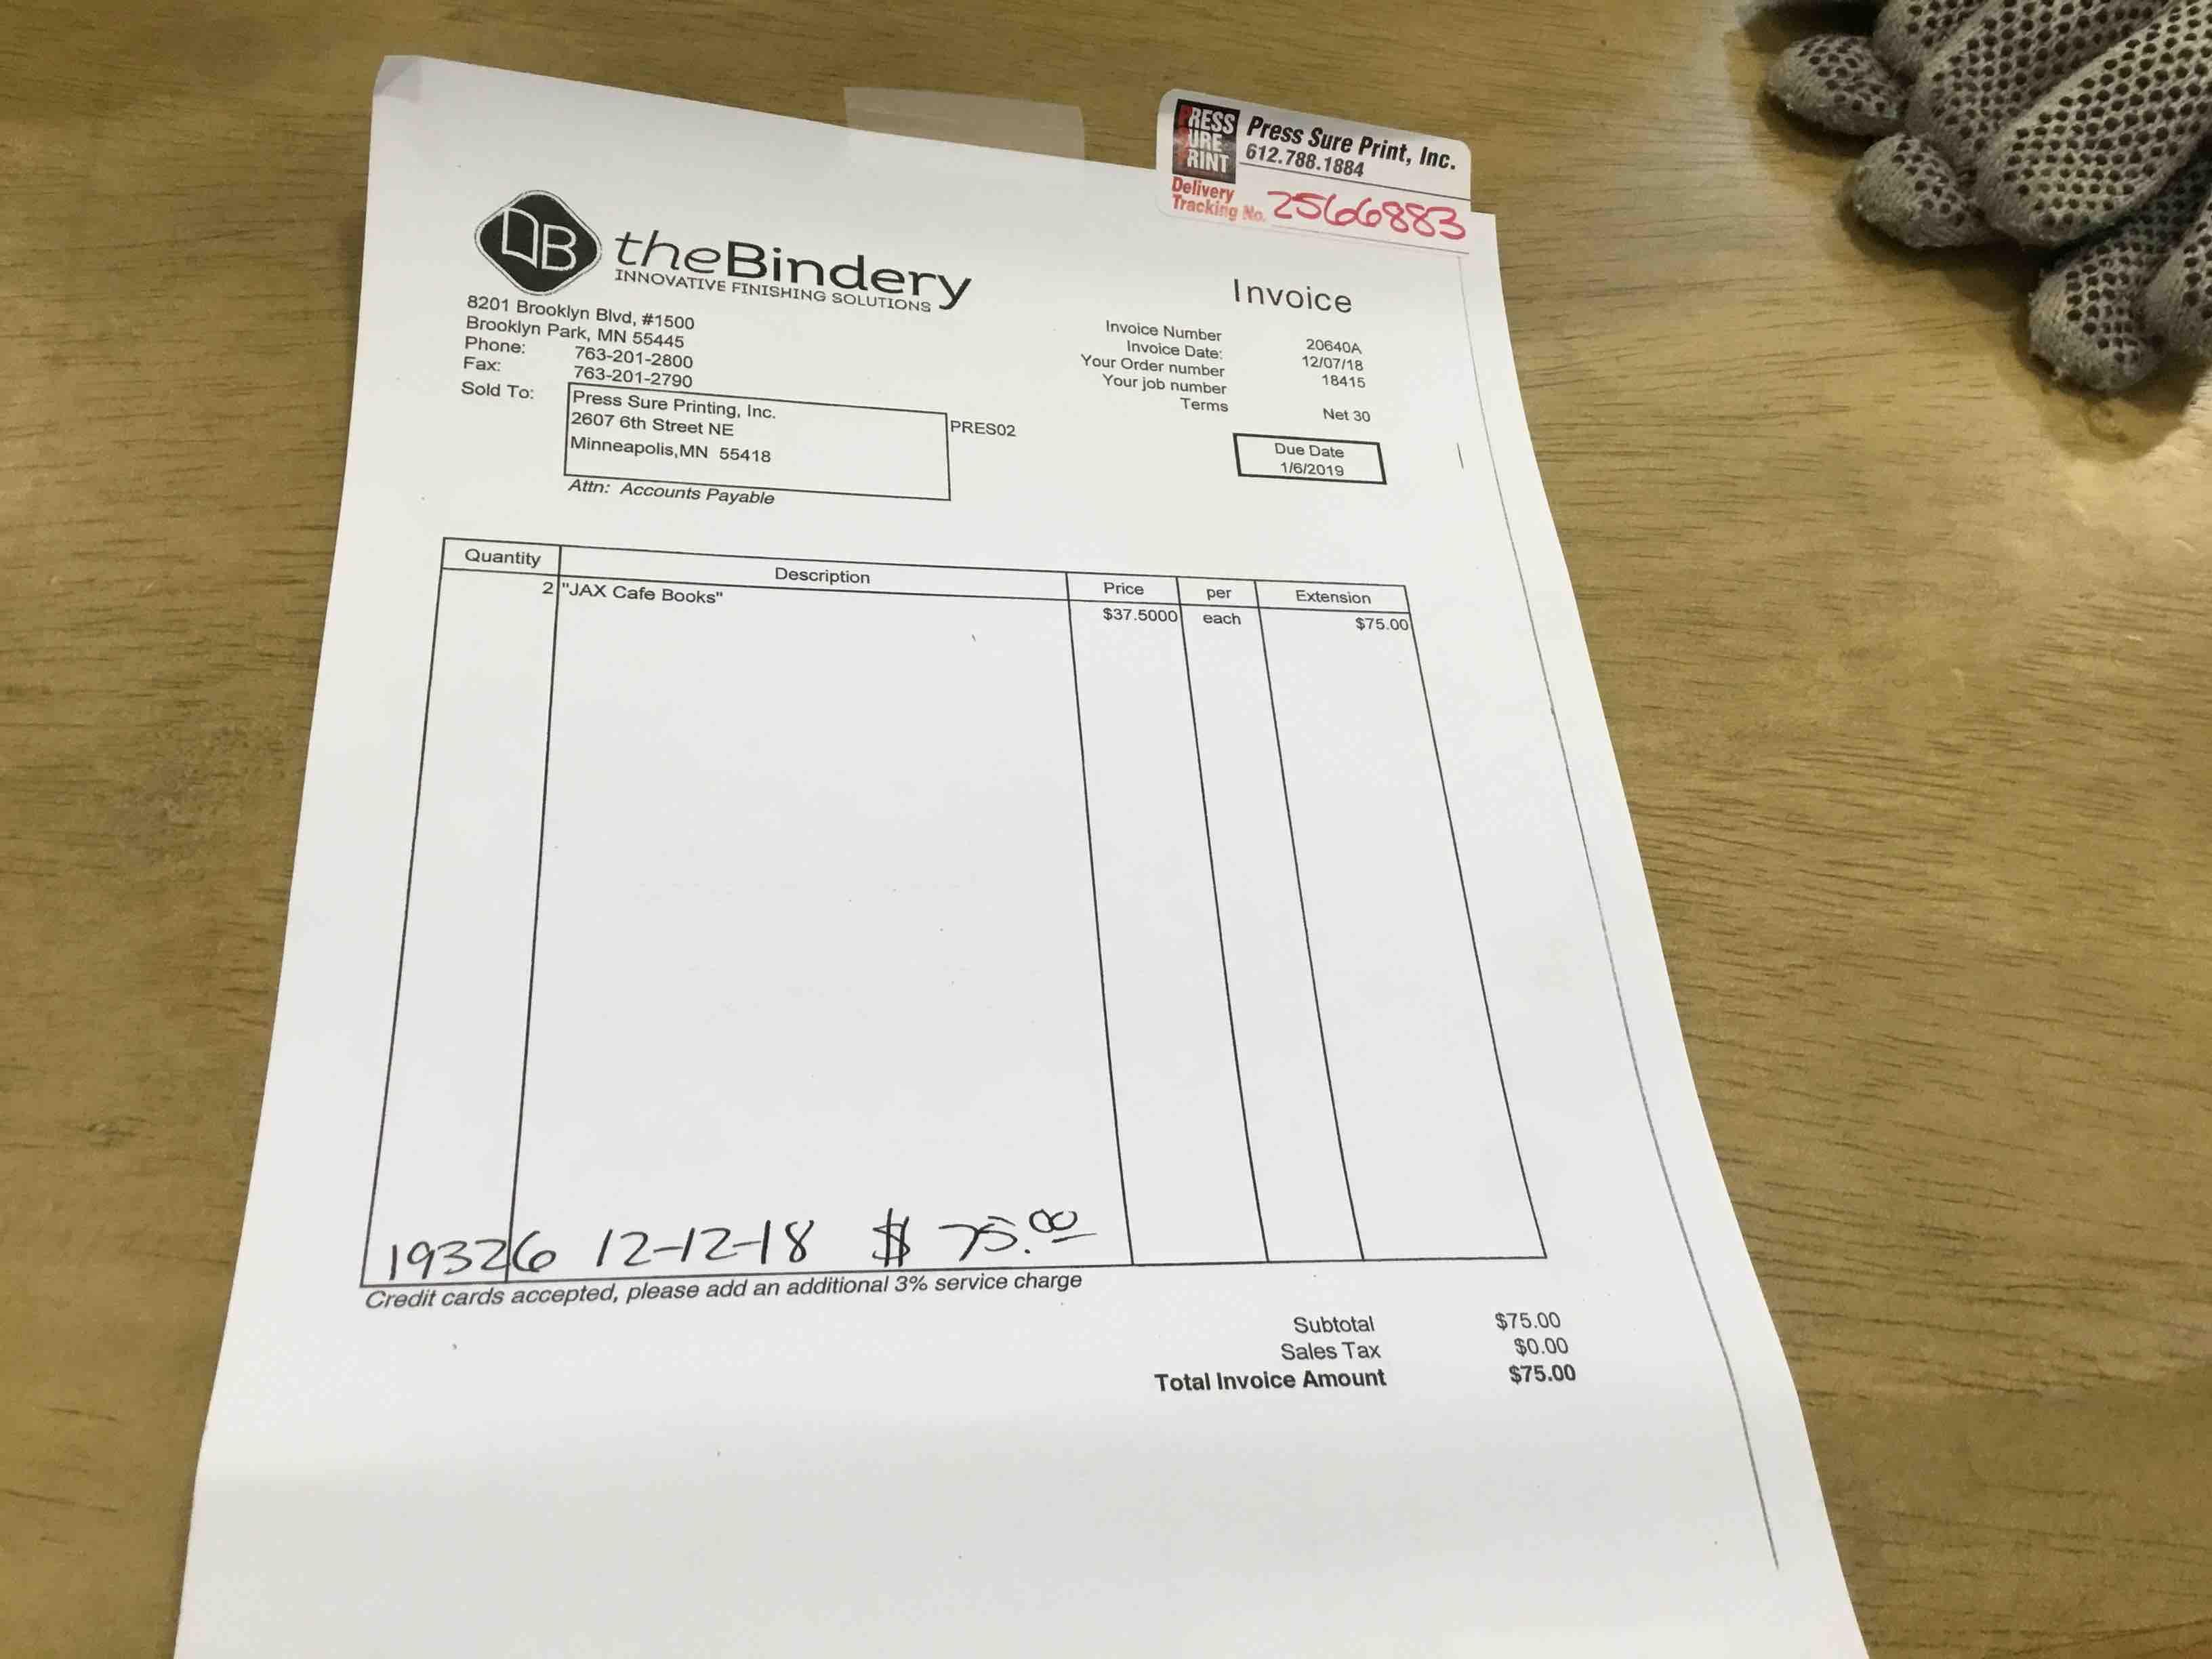 RESS
URE
RINT
Press Sure Print, Inc.
612.788.1884
Delivery
Tracking No. 2566883
B
theBindery
INNOVATIVE FINISHING SOLUTIONS
8201 Brooklyn Blvd, #1500
Brooklyn Park, MN 55445
Phone: 763-201-2800
Fax: 763-201-2790
Sold To: Press Sure Printing, Inc.
2607 6th Street NE
Minneapolis,MN 55418
PRES02
Attn: Accounts Payable
Invoice
Invoice Number 20640A
Invoice Date: 12/07/18
Your Order number 18415
Your job number
Terms Net 30
Due Date
1/6/2019
Quantity Description Price per Extension
2 "JAX Cafe Books" $37.5000 each $75.00
19326 12-12-18 $ 75.00
Credit cards accepted, please add an additional 3% service charge
Subtotal $75.00
Sales Tax $0.00
Total Invoice Amount $75.00